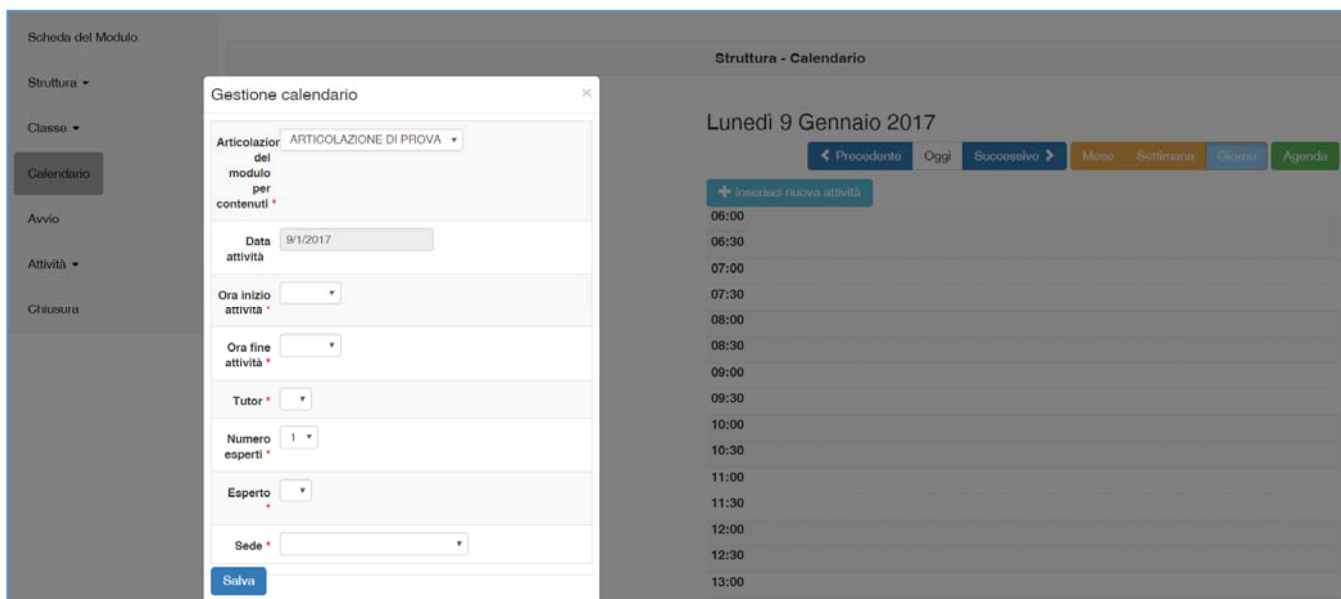 Scheda del Modulo
Struttura
Classe
Calendario
Avvio
Attività
Chiusura
Struttura - Calendario
Gestione calendario ×
Articolazior
del
modulo
per
contenuti *
ARTICOLAZIONE DI PROVA
Data
attività
9/1/2017
Ora inizio
attività *
Ora fine
attività *
Tutor *
Numero
esperti *
1
Esperto
*
Sede *
Salva
Lunedì 9 Gennaio 2017
Precedente Oggi Successivo Mese Settimana Giorno Agenda
+ Inserisci nuova attività
06:00
06:30
07:00
07:30
08:00
08:30
09:00
09:30
10:00
10:30
11:00
11:30
12:00
12:30
13:00